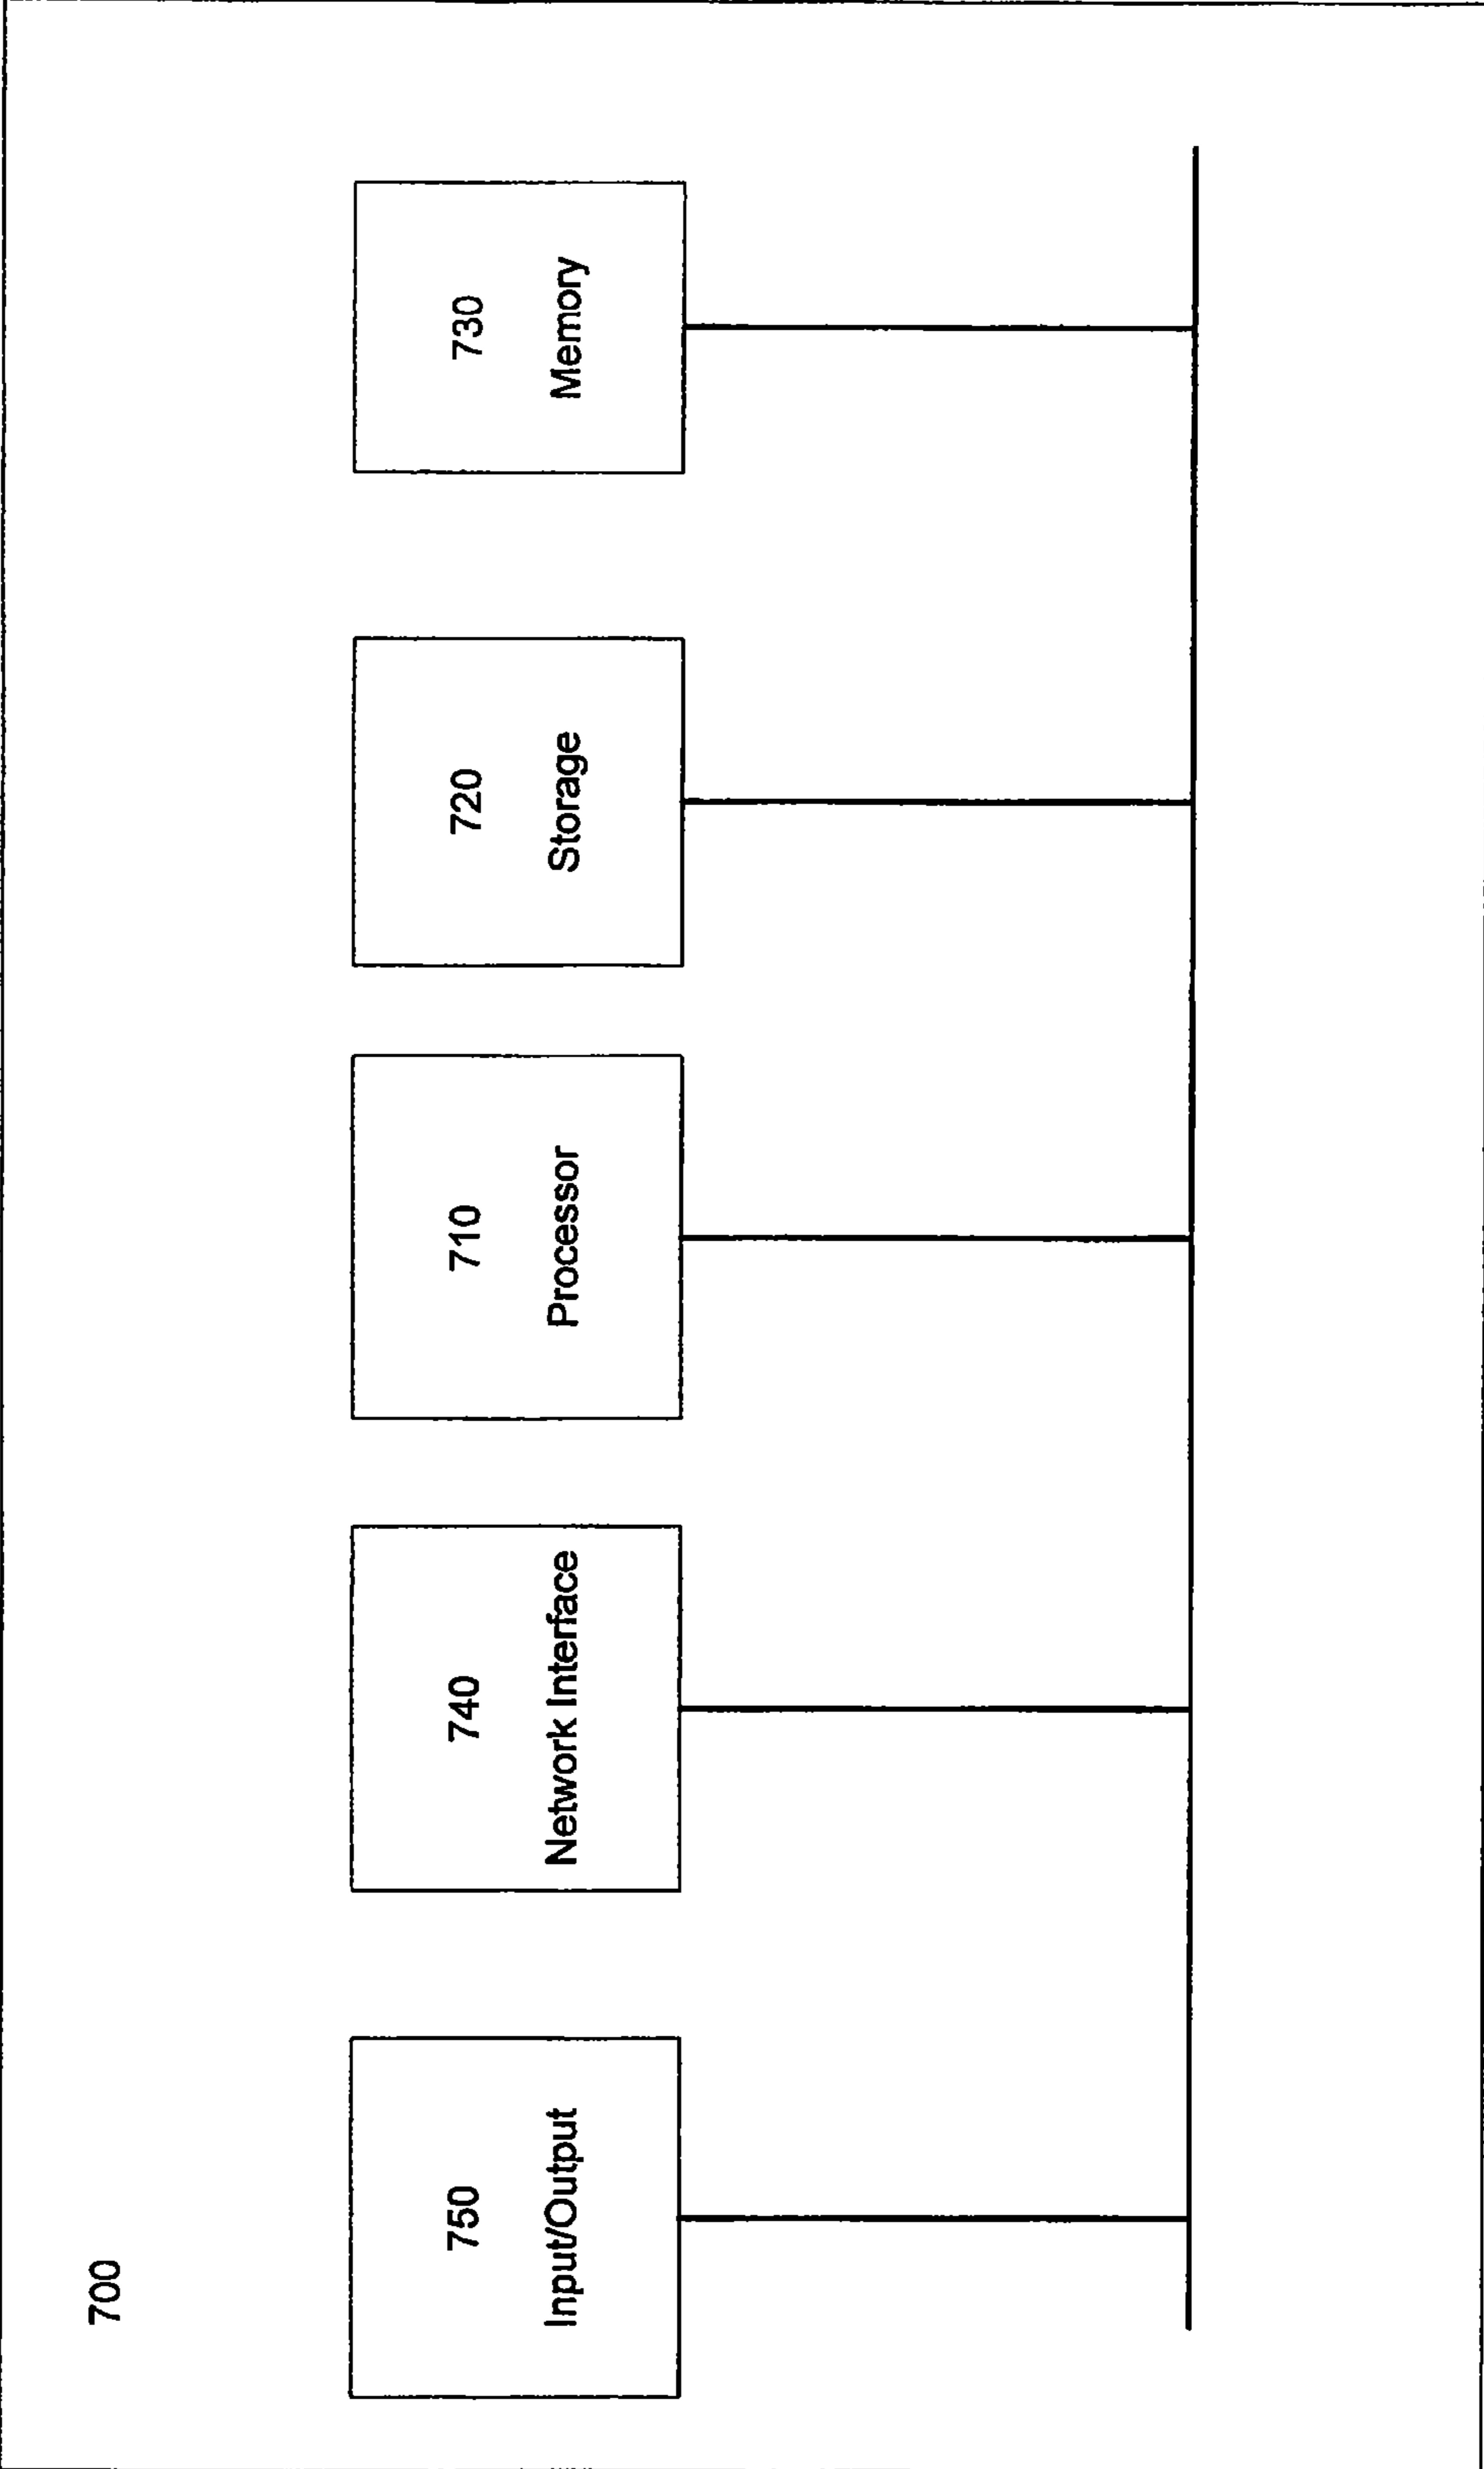 700
750
Input/Output
740
Network Interface
710
Processor
720
Storage
730
Memory